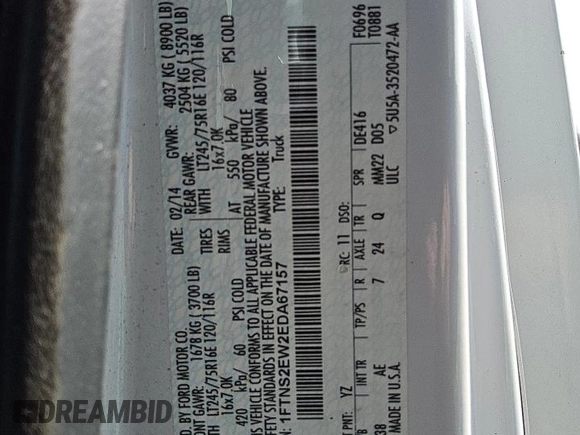 BY FORD MOTOR CO.
DATE: 02/14 GVWR: 4037 KG ( 8900 LB)
ONT GAWR: 1678 KG ( 3700 LB) REAR GAWR: 2504 KG ( 5520 LB)
WITH LT245/75R16E 120/116R TIRES WITH LT245/75R16E 120/116R
16x7.0K RIMS 16x7.0K
420 kPa/ 60 PSI COLD AT 550 kPa/ 80 PSI COLD
VEHICLE CONFORMS TO ALL APPLICABLE FEDERAL MOTOR VEHICLE
FETY STANDARDS IN EFFECT ON THE DATE OF MANUFACTURE SHOWN ABOVE.
1FTNS2EW2EDA67157 TYPE: Truck
F0696
T0881
T PNT: YZ RC: 11 DSO:
INT TR TP/PS R AXLE TR SPR DE416
38 AE 7 24 Q MM22 D05
MADE IN U.S.A. ULC 5U5A-3520472-AA
DREAMBID